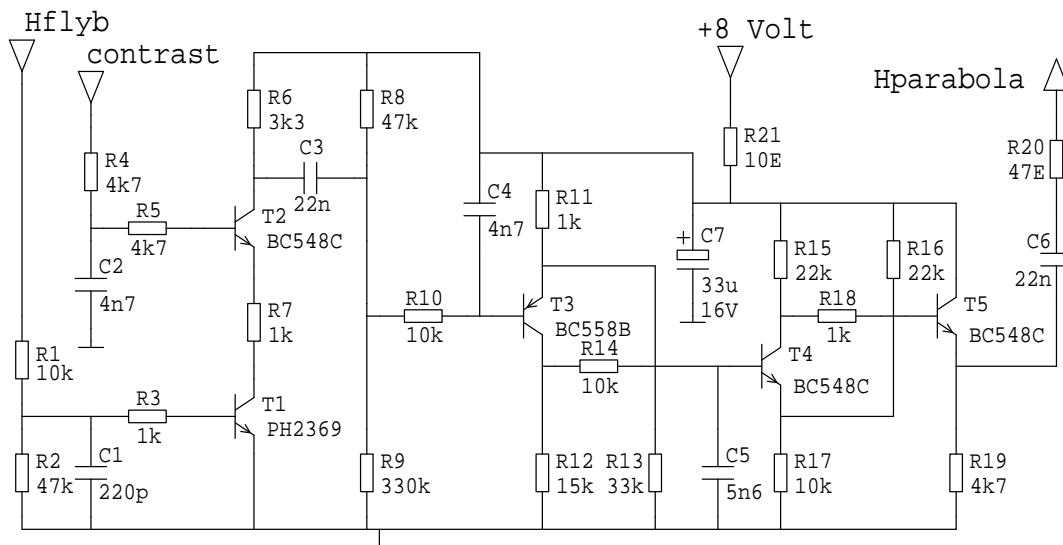 Hflyb
contrast
+8 Volt
Hparabola
R6
3k3
R8
47k
R21
10E
R20
47E
R4
4k7
C3
22n
C4
4n7
R11
1k
R5
4k7
T2
BC548C
C7
+
33u
16V
R15
22k
R16
22k
C6
22n
C2
4n7
R7
1k
R10
10k
T3
BC558B
R18
1k
T5
BC548C
R1
10k
R14
10k
T4
BC548C
R3
1k
T1
PH2369
R2
47k
C1
220p
R9
330k
R12
15k
R13
33k
C5
5n6
R17
10k
R19
4k7